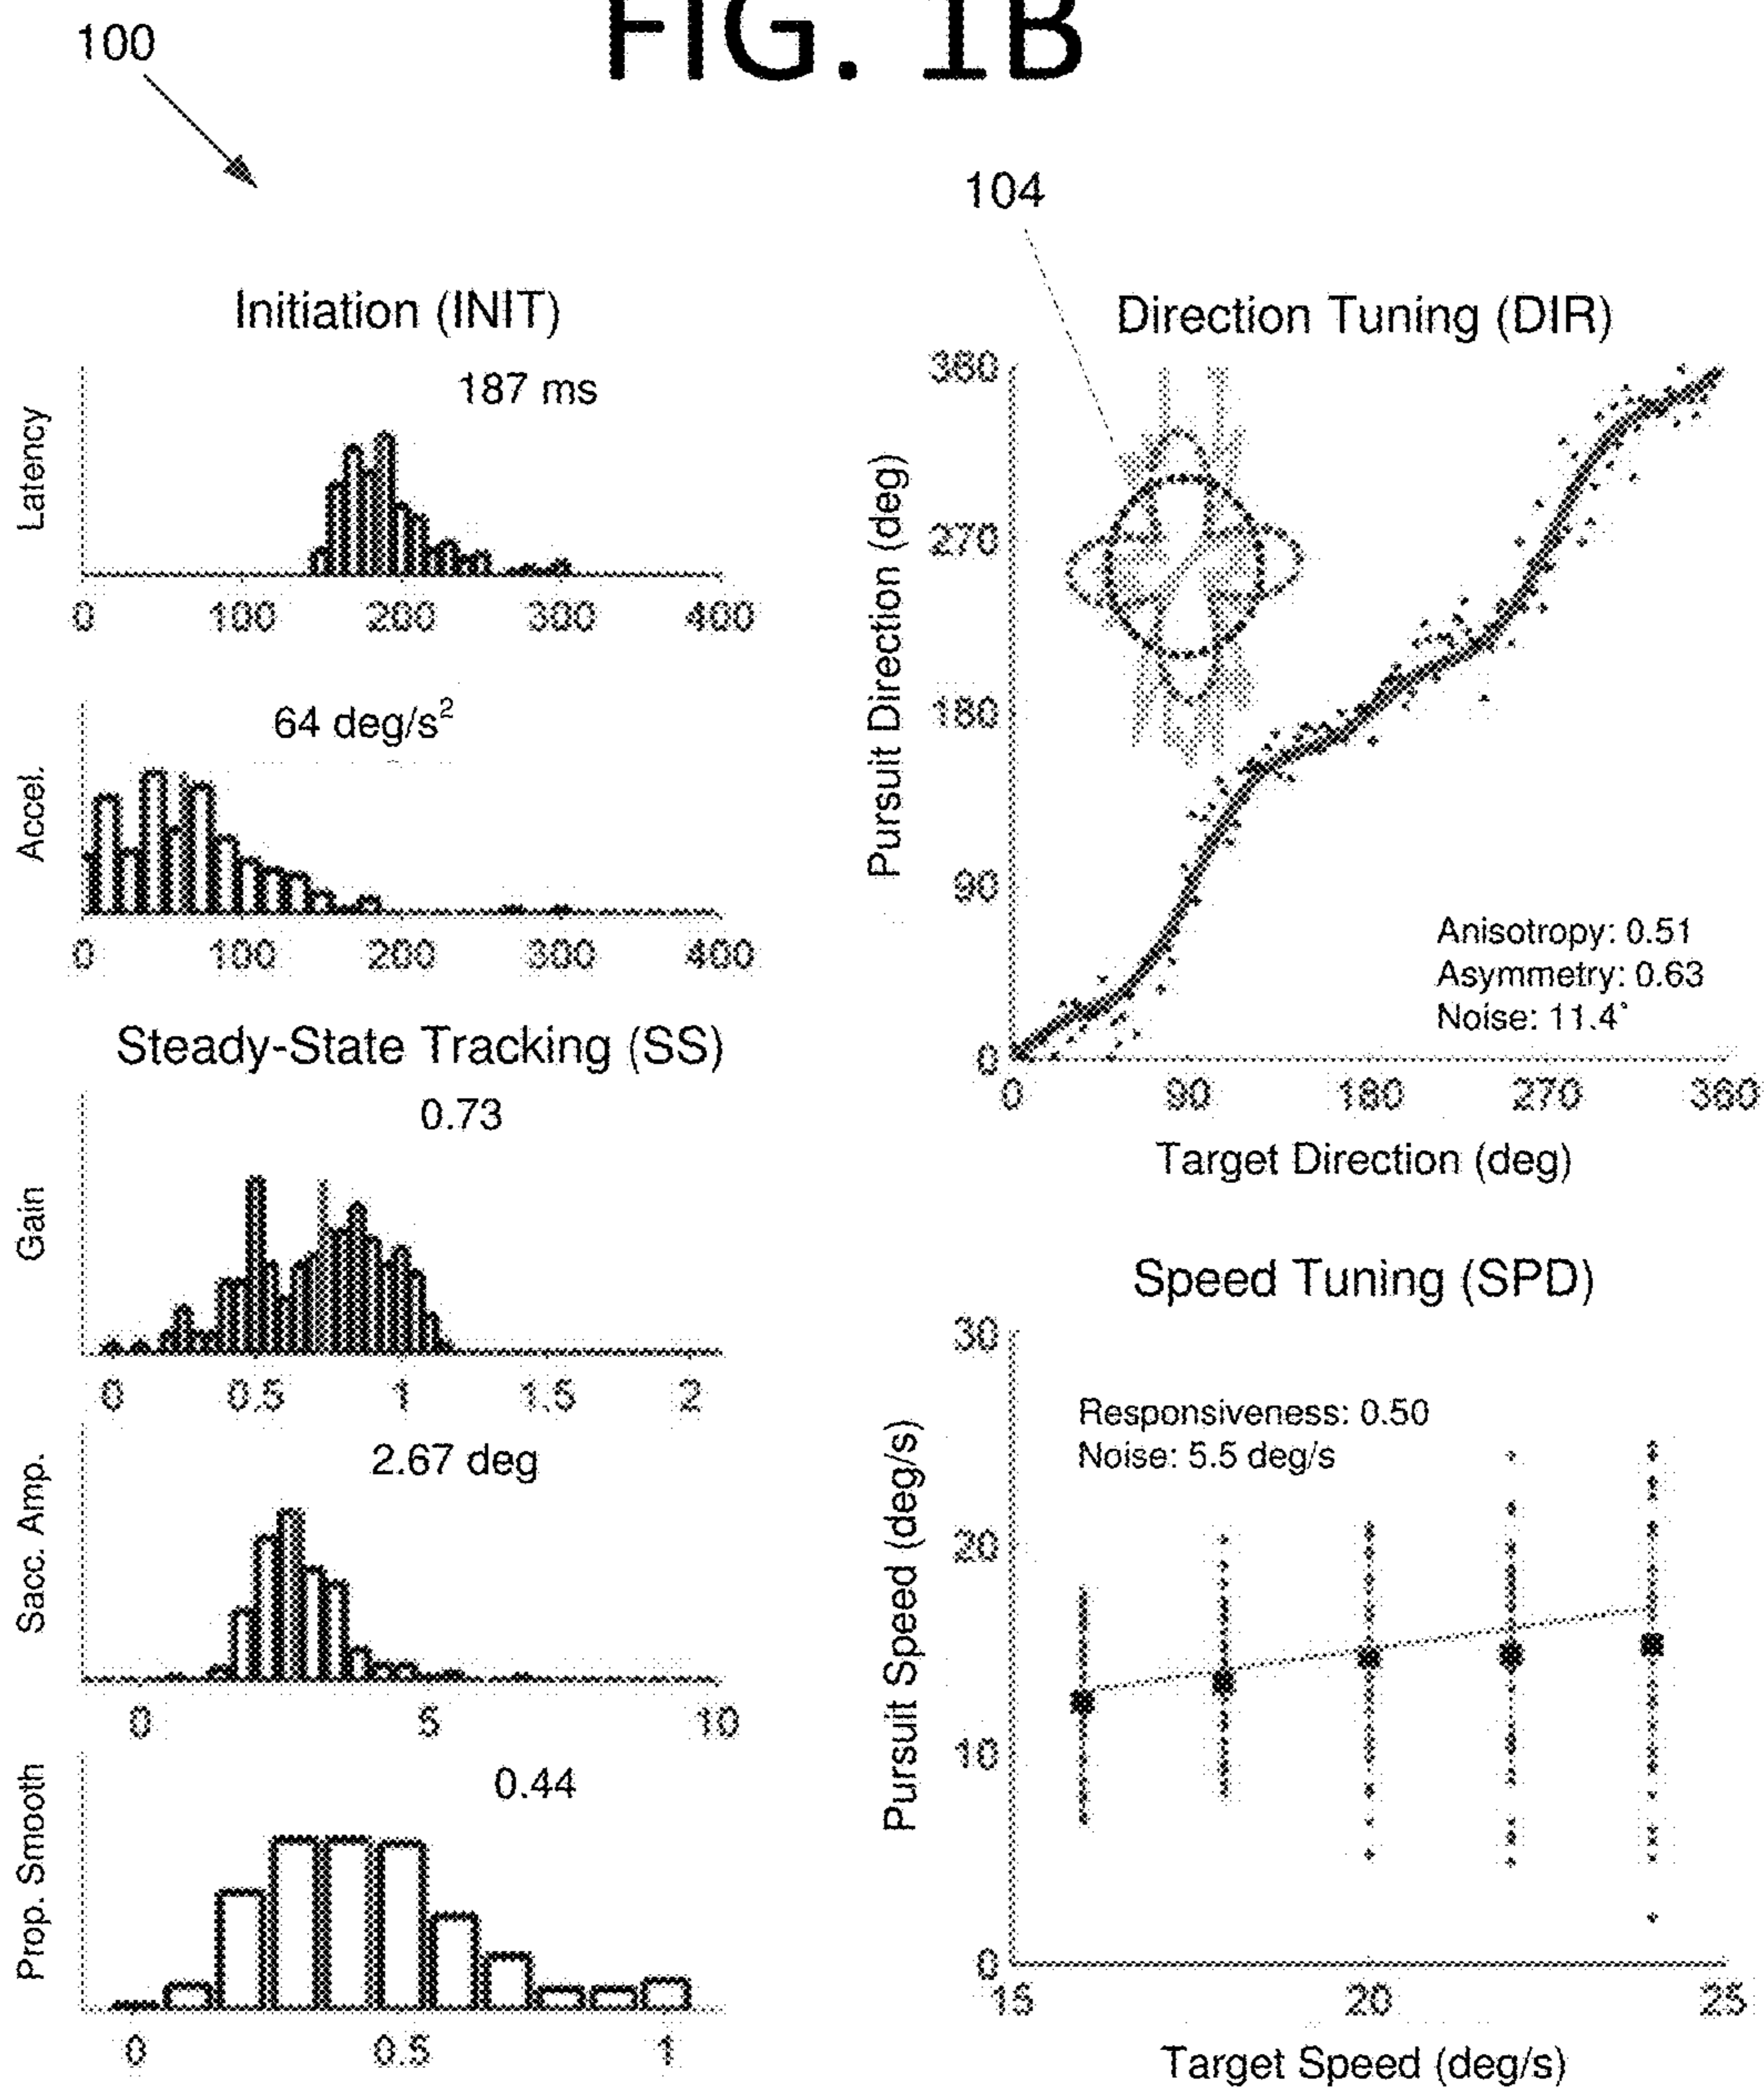 FIG. 1B
100
104
Initiation (INIT)
187 ms
Latency
0 100 200 300 400
64 deg/s²
Accel.
0 100 200 300 400
Steady-State Tracking (SS)
0.73
Gain
0 0.5 1 1.5 2
2.67 deg
Sacc. Amp.
0 5 10
0.44
Prop. Smooth
0 0.5 1
Direction Tuning (DIR)
Pursuit Direction (deg)
360
270
180
90
0
Anisotropy: 0.51
Asymmetry: 0.63
Noise: 11.4°
0 90 180 270 360
Target Direction (deg)
Speed Tuning (SPD)
Pursuit Speed (deg/s)
30
20
10
0
Responsiveness: 0.50
Noise: 5.5 deg/s
15 20 25
Target Speed (deg/s)